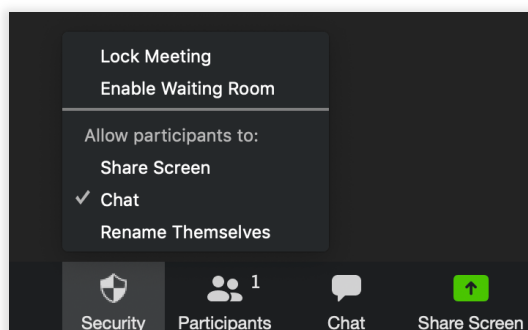 Lock Meeting
Enable Waiting Room
Allow participants to:
Share Screen
Chat
Rename Themselves
1
Security Participants Chat Share Screen